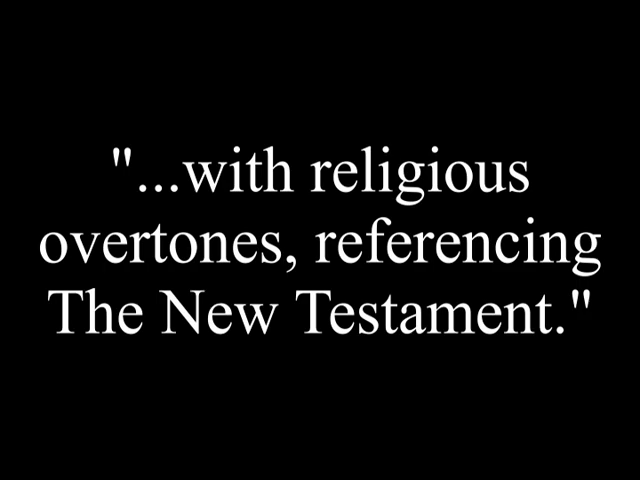 "...with religious
overtones, referencing
The New Testament."